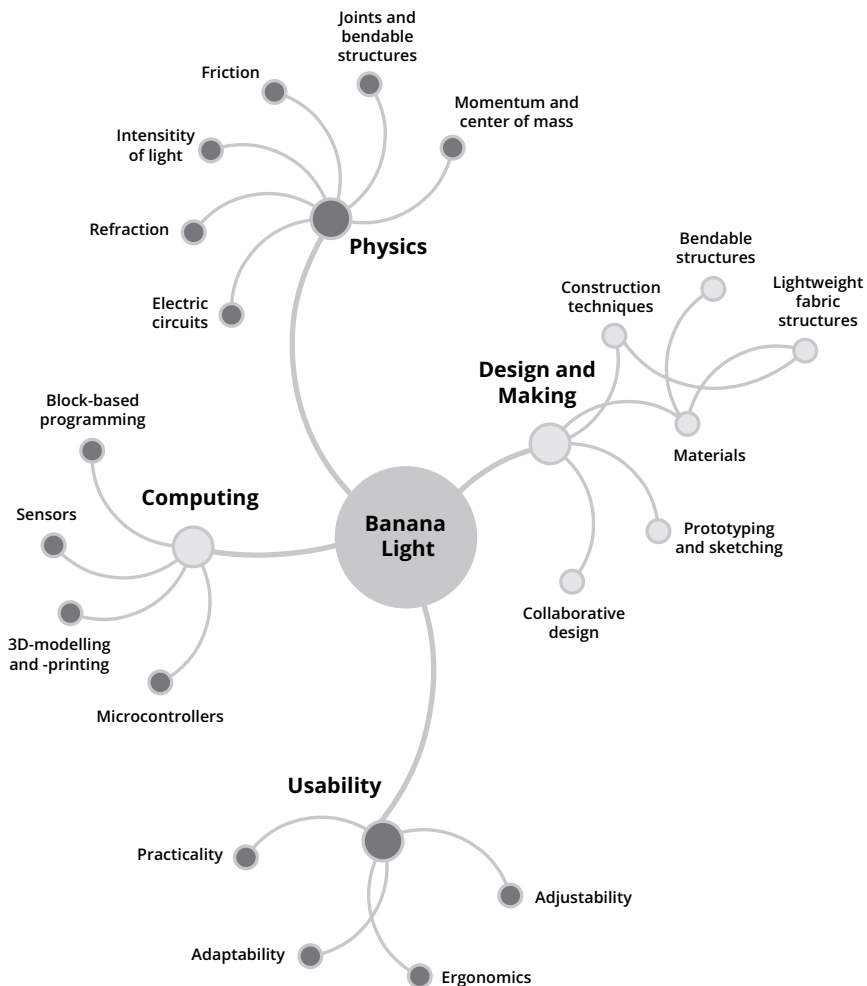 Joints and
bendable
structures
Friction
Momentum and
center of mass
Intensitity
of light
Refraction
Physics
Electric
circuits
Bendable
structures
Construction
techniques
Lightweight
fabric
structures
Design and
Making
Materials
Prototyping
and sketching
Collaborative
design
Block-based
programming
Computing
Sensors
3D-modelling
and -printing
Microcontrollers
Banana
Light
Usability
Practicality
Adjustability
Adaptability
Ergonomics